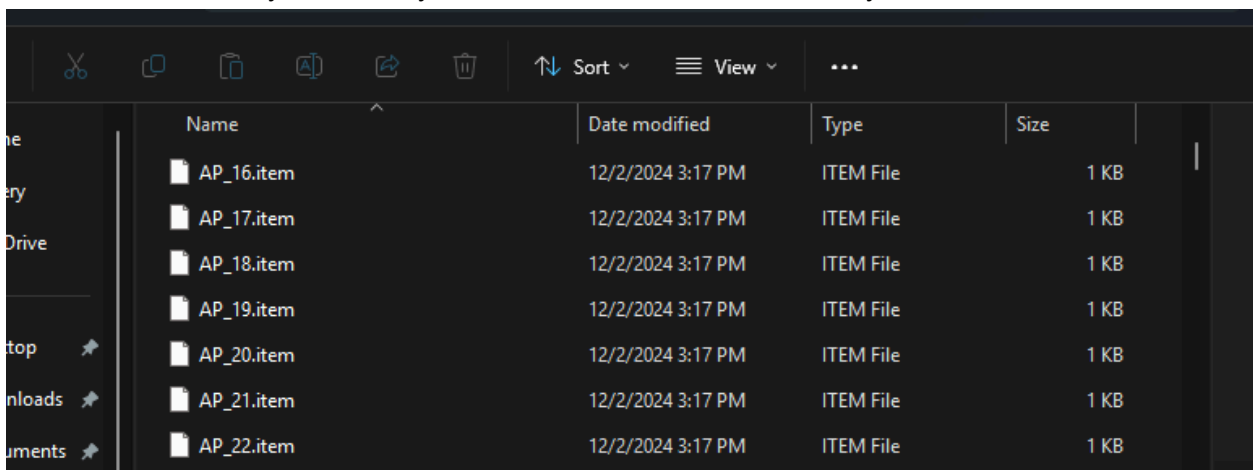 Sort View
Name Date modified Type Size
AP_16.item 12/2/2024 3:17 PM ITEM File 1 KB
AP_17.item 12/2/2024 3:17 PM ITEM File 1 KB
AP_18.item 12/2/2024 3:17 PM ITEM File 1 KB
Drive
AP_19.item 12/2/2024 3:17 PM ITEM File 1 KB
AP_20.item 12/2/2024 3:17 PM ITEM File 1 KB
AP_21.item 12/2/2024 3:17 PM ITEM File 1 KB
nloads
AP_22.item 12/2/2024 3:17 PM ITEM File 1 KB
uments